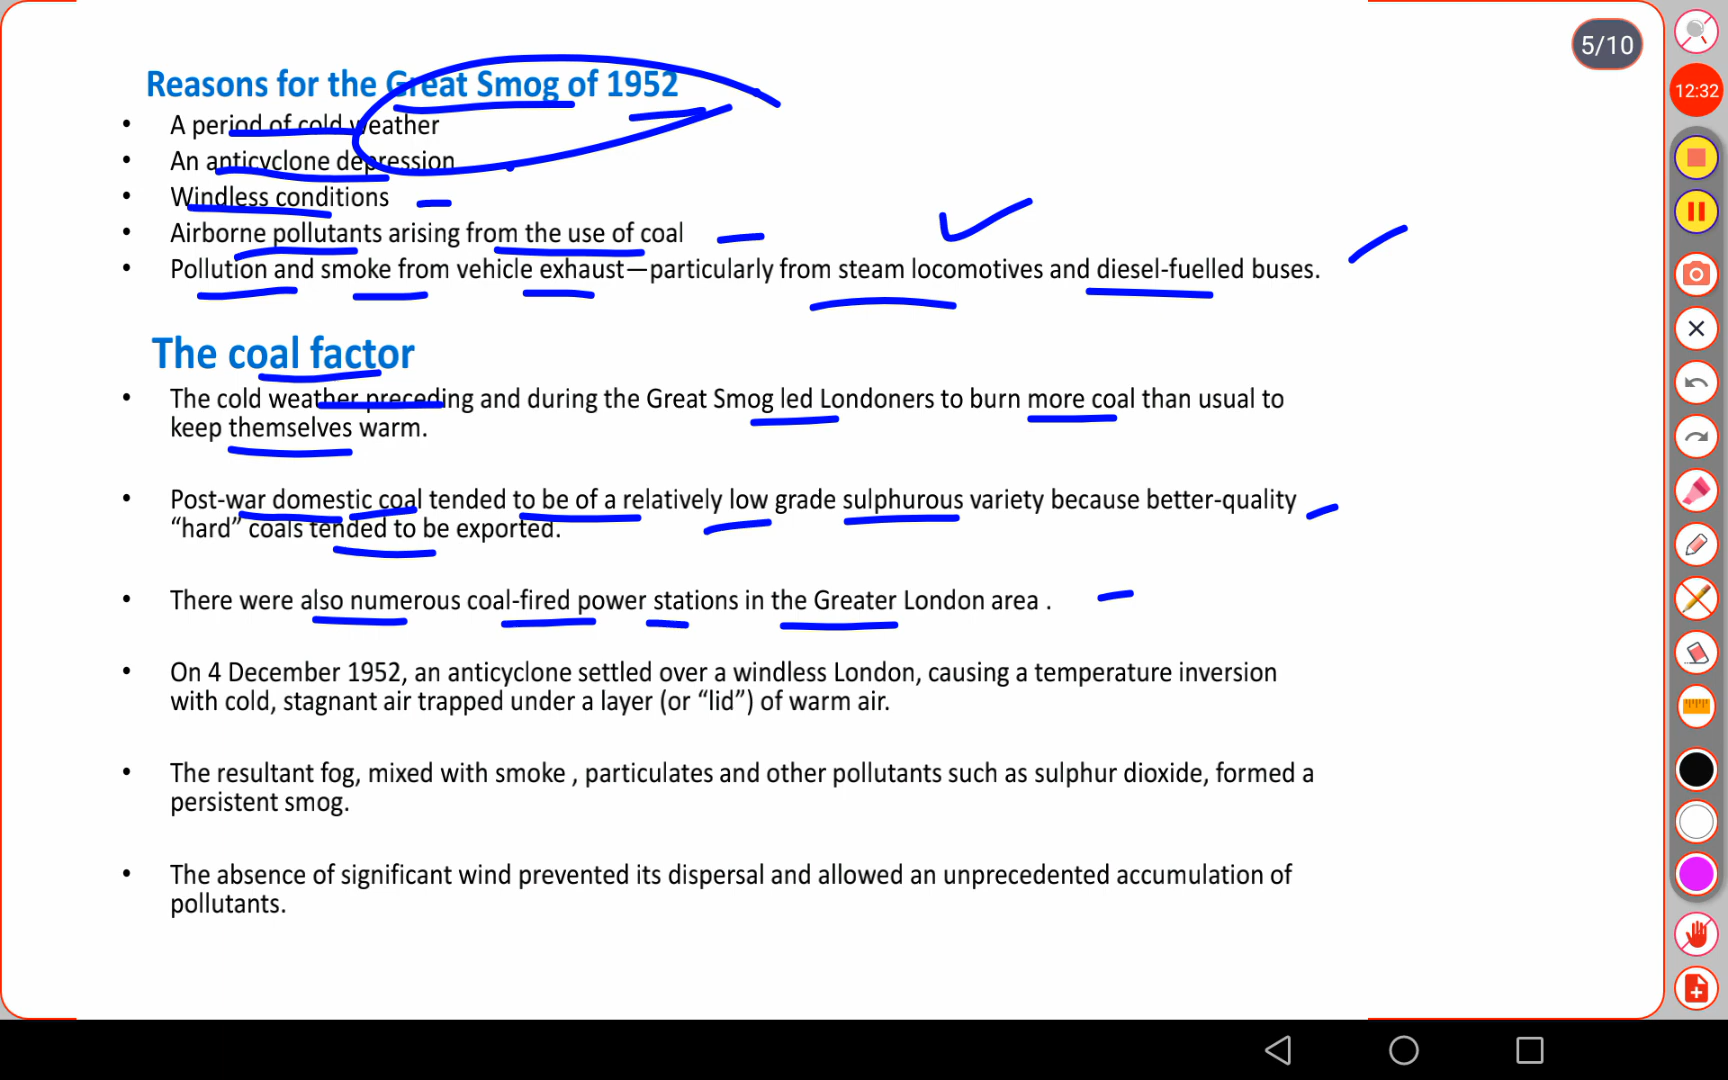 5/10
12:32
Reasons for the Great Smog of 1952
• A period of cold weather
• An anticyclone depression
• Windless conditions
• Airborne pollutants arising from the use of coal
• Pollution and smoke from vehicle exhaust—particularly from steam locomotives and diesel-fuelled buses.
The coal factor
• The cold weather preceding and during the Great Smog led Londoners to burn more coal than usual to
keep themselves warm.
• Post-war domestic coal tended to be of a relatively low grade sulphurous variety because better-quality
“hard” coals tended to be exported.
• There were also numerous coal-fired power stations in the Greater London area .
• On 4 December 1952, an anticyclone settled over a windless London, causing a temperature inversion
with cold, stagnant air trapped under a layer (or “lid”) of warm air.
• The resultant fog, mixed with smoke , particulates and other pollutants such as sulphur dioxide, formed a
persistent smog.
• The absence of significant wind prevented its dispersal and allowed an unprecedented accumulation of
pollutants.